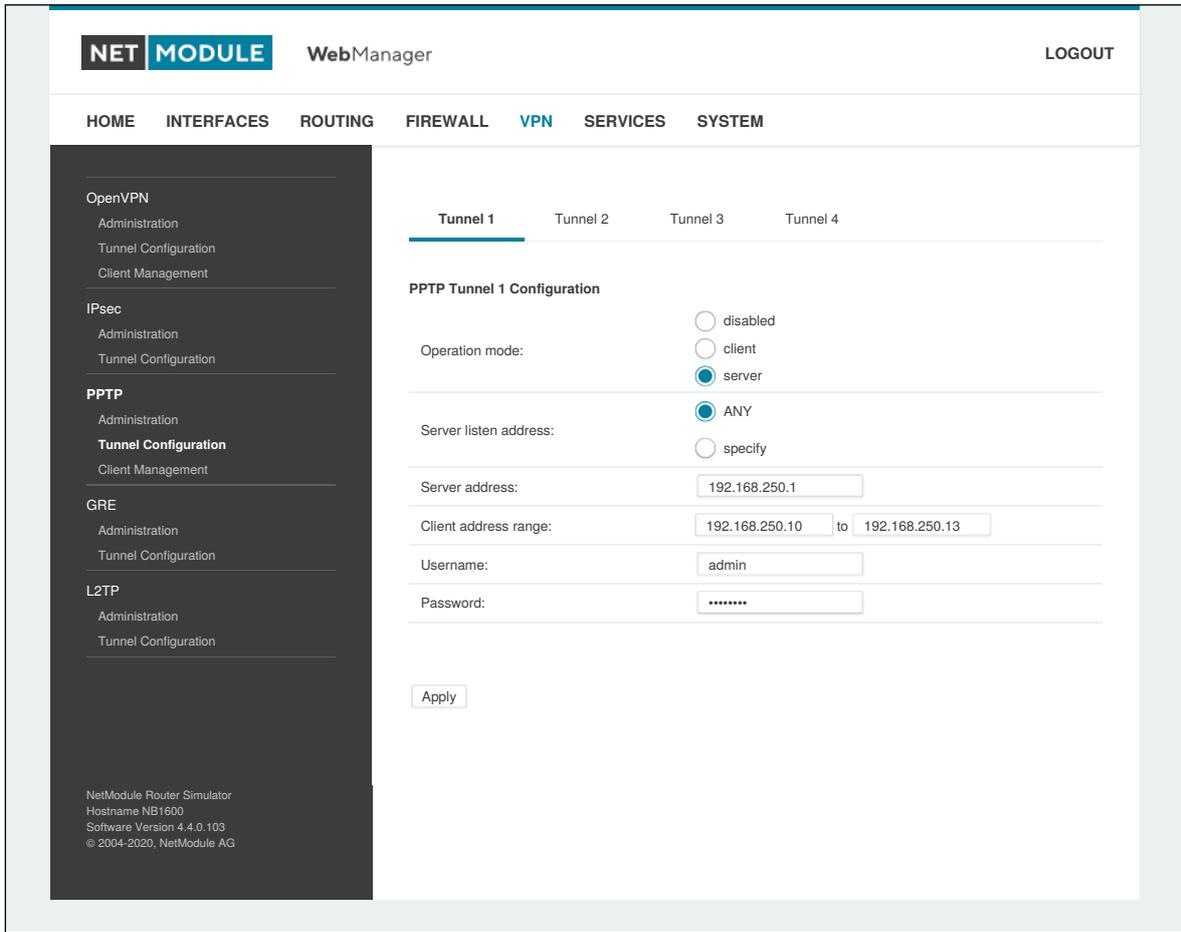 NET MODULE WebManager LOGOUT
HOME INTERFACES ROUTING FIREWALL VPN SERVICES SYSTEM
OpenVPN
Administration
Tunnel Configuration
Client Management
IPsec
Administration
Tunnel Configuration
PPTP
Administration
Tunnel Configuration
Client Management
GRE
Administration
Tunnel Configuration
L2TP
Administration
Tunnel Configuration
NetModule Router Simulator
Hostname NB1600
Software Version 4.4.0.103
© 2004-2020, NetModule AG
Tunnel 1 Tunnel 2 Tunnel 3 Tunnel 4
PPTP Tunnel 1 Configuration
Operation mode:
disabled
client
server
Server listen address:
ANY
specify
Server address: 192.168.250.1
Client address range: 192.168.250.10 to 192.168.250.13
Username: admin
Password: ••••••••
Apply